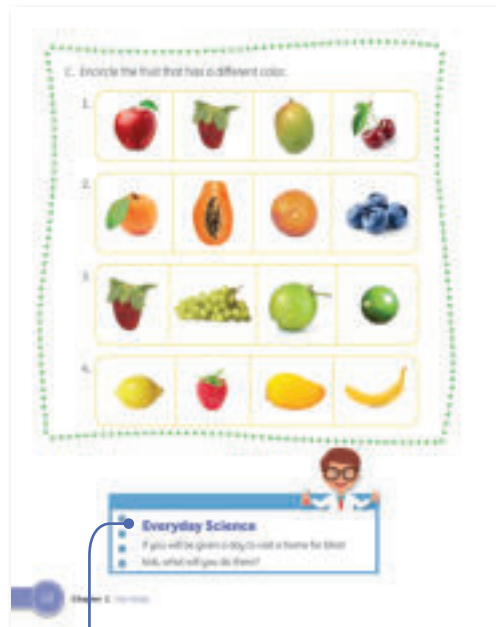 C. Encircle the fruit that has a different color.
1.
2.
3.
4.
Everyday Science
If you will be given a day to visit a home for blind
kids, what will you do there?
Chapter